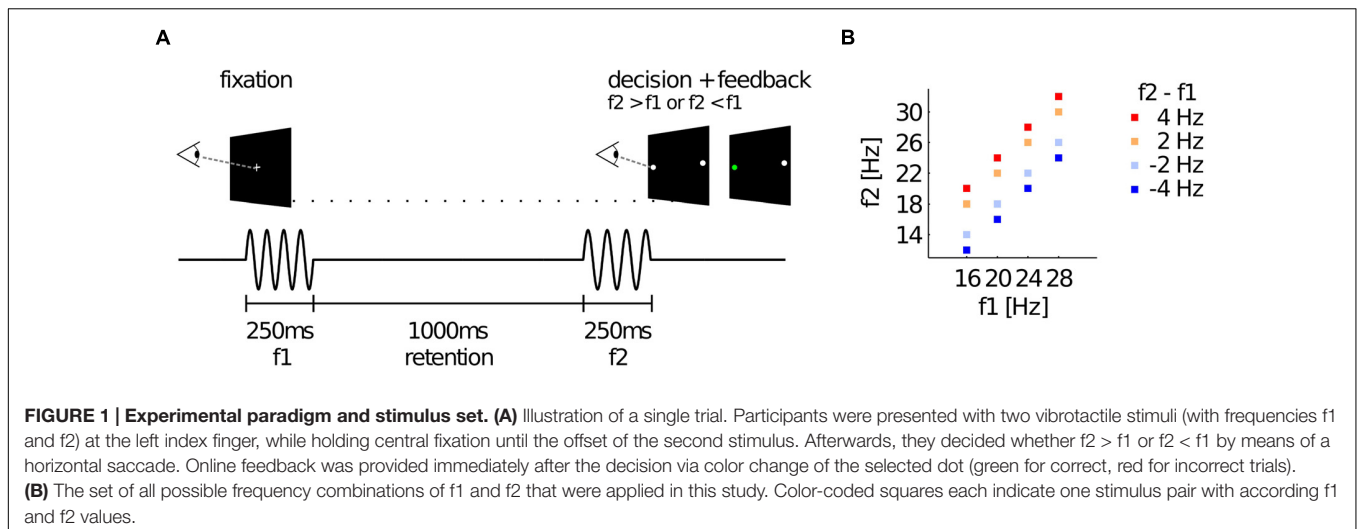 A
fixation
decision + feedback
f2 > f1 or f2 < f1
250ms
f1
1000ms
retention
250ms
f2
B
f2 [Hz]
30
26
22
18
14
16 20 24 28
f1 [Hz]
f2 - f1
4 Hz
2 Hz
-2 Hz
-4 Hz
FIGURE 1 | Experimental paradigm and stimulus set. (A) Illustration of a single trial. Participants were presented with two vibrotactile stimuli (with frequencies f1
and f2) at the left index finger, while holding central fixation until the offset of the second stimulus. Afterwards, they decided whether f2 > f1 or f2 < f1 by means of a
horizontal saccade. Online feedback was provided immediately after the decision via color change of the selected dot (green for correct, red for incorrect trials).
(B) The set of all possible frequency combinations of f1 and f2 that were applied in this study. Color-coded squares each indicate one stimulus pair with according f1
and f2 values.